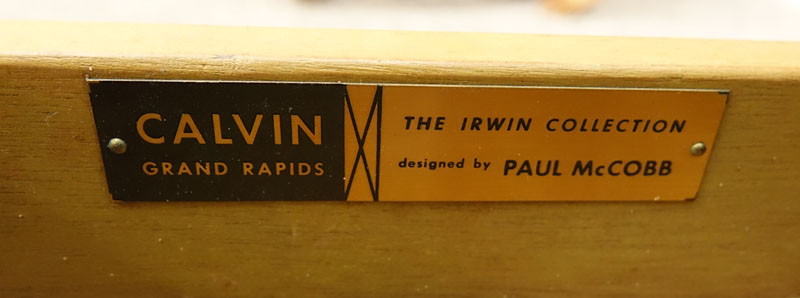 CALVIN
GRAND RAPIDS
THE IRWIN COLLECTION
designed by PAUL McCOBB